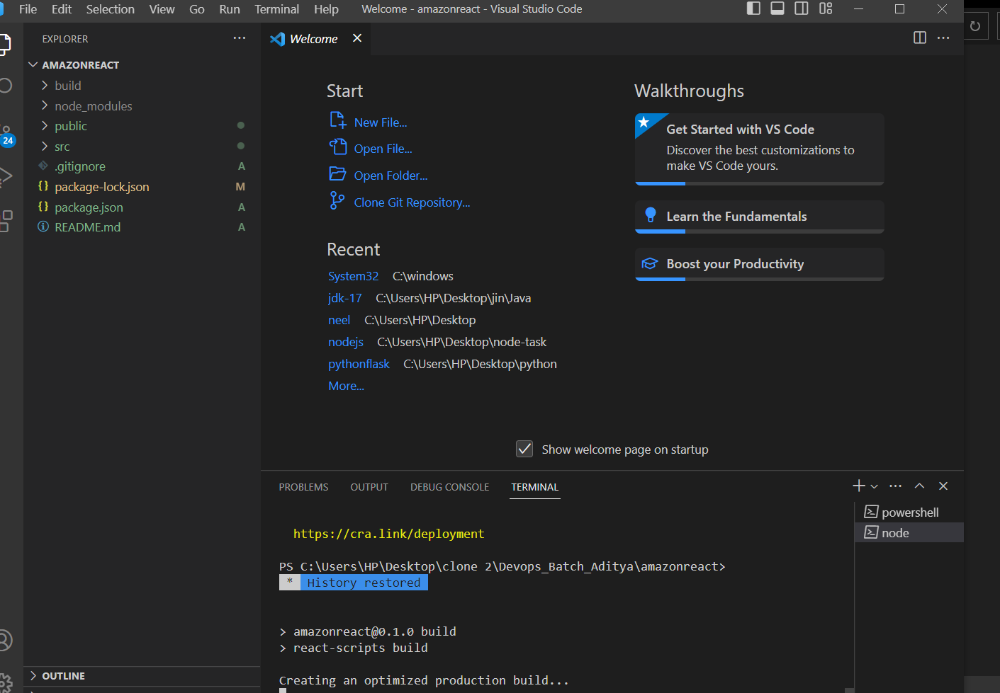 File Edit Selection View Go Run Terminal Help Welcome - amazonreact - Visual Studio Code
EXPLORER
Welcome
AMAZONREACT
build
node_modules
public
src
.gitignore A
package-lock.json M
package.json A
README.md A
24
OUTLINE
Start
New File...
Open File...
Open Folder...
Clone Git Repository...
Recent
System32 C:\windows
jdk-17 C:\Users\HP\Desktop\jin\Java
neel C:\Users\HP\Desktop
nodejs C:\Users\HP\Desktop\node-task
pythonflask C:\Users\HP\Desktop\python
More...
Walkthroughs
Get Started with VS Code
Discover the best customizations to
make VS Code yours.
Learn the Fundamentals
Boost your Productivity
Show welcome page on startup
PROBLEMS OUTPUT DEBUG CONSOLE TERMINAL
https://cra.link/deployment
PS C:\Users\HP\Desktop\clone 2\Devops_Batch_Aditya\amazonreact>
* History restored
> amazonreact@0.1.0 build
> react-scripts build
Creating an optimized production build...
powershell
node